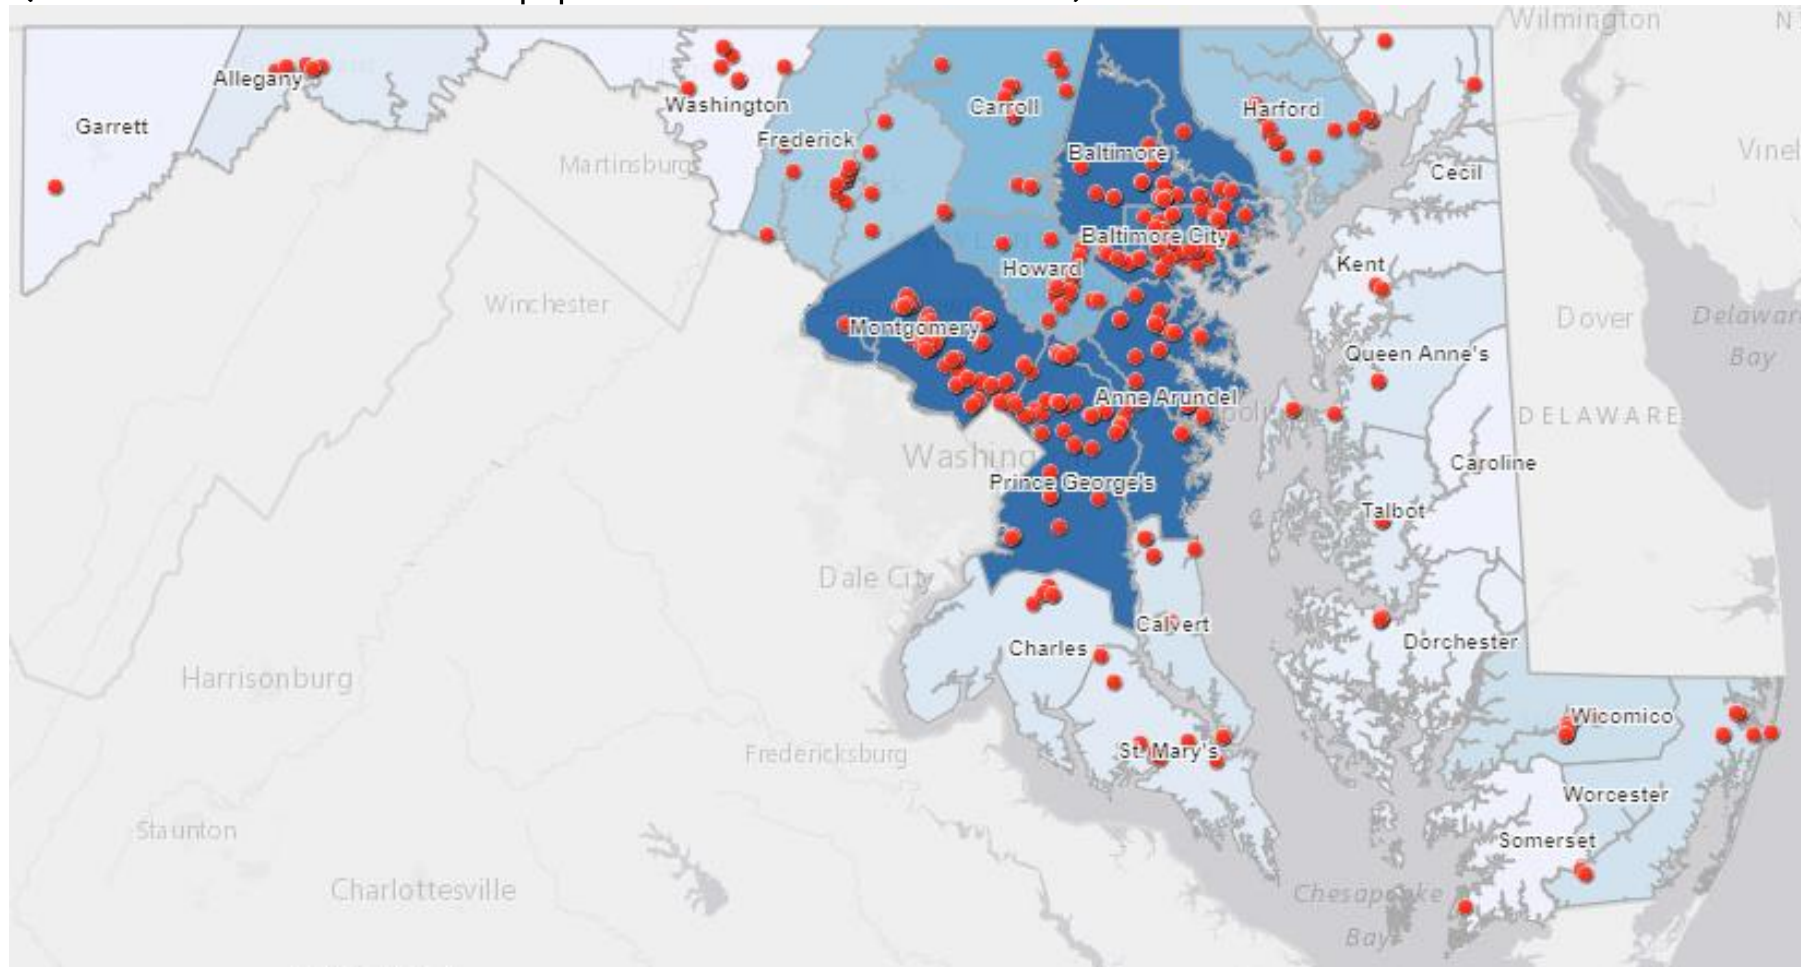 Wilmington
N
Allegany
Garrett
Washington
Carroll
Harford
Frederick
Baltimore
Martinsburg
Vinel
Cecil
Baltimore City
Howard
Kent
Winchester
Montgomery
Dover
Delawar
Bay
Queen Anne's
Anne Arundel
DELAWARE
Washing
Caroline
Prince George's
Talbot
Dale City
Calvert
Charles
Dorchester
Harrisonburg
Wicomico
Fredericksburg
St. Mary's
Worcester
Staunton
Somerset
Charlottesville
Chesapeake
Bay